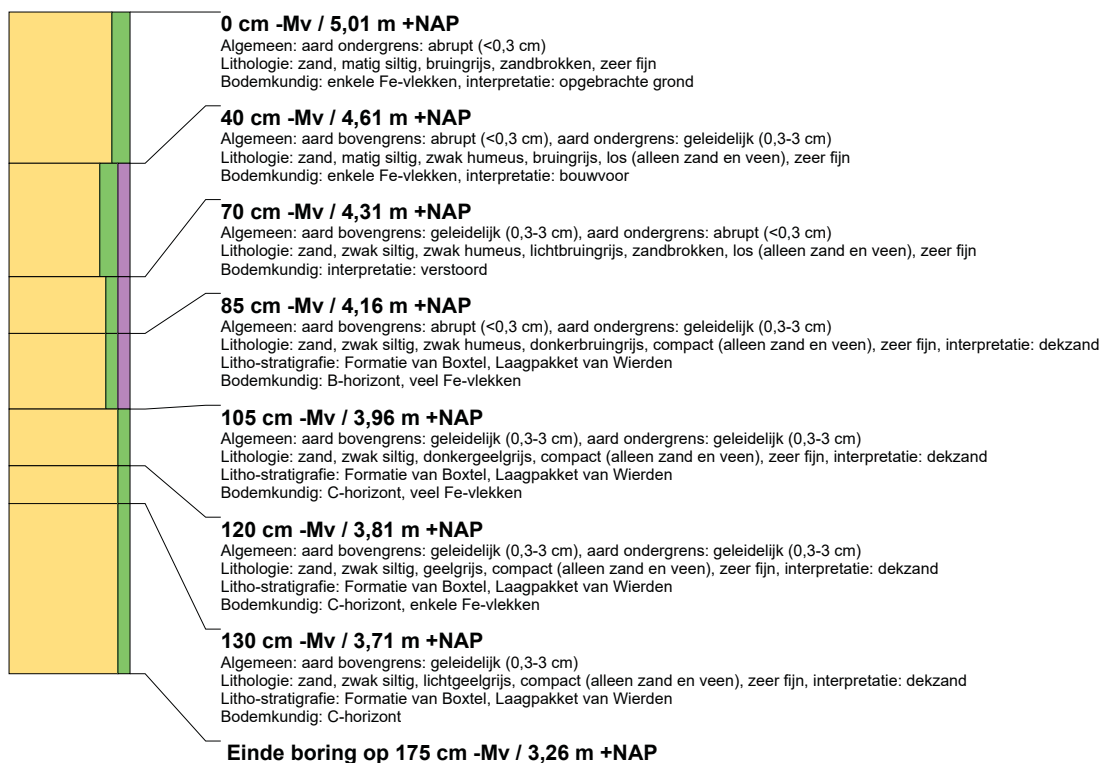 0 cm -Mv / 5,01 m +NAP
Algemeen: aard ondergrens: abrupt (<0,3 cm)
Lithologie: zand, matig siltig, bruingrijs, zandbrokken, zeer fijn
Bodemkundig: enkele Fe-vlekken, interpretatie: opgebrachte grond
40 cm -Mv / 4,61 m +NAP
Algemeen: aard bovengrens: abrupt (<0,3 cm), aard ondergrens: geleidelijk (0,3-3 cm)
Lithologie: zand, matig siltig, zwak humeus, bruingrijs, los (alleen zand en veen), zeer fijn
Bodemkundig: enkele Fe-vlekken, interpretatie: bouwvoor
70 cm -Mv / 4,31 m +NAP
Algemeen: aard bovengrens: geleidelijk (0,3-3 cm), aard ondergrens: abrupt (<0,3 cm)
Lithologie: zand, zwak siltig, zwak humeus, lichtbruingrijs, zandbrokken, los (alleen zand en veen), zeer fijn
Bodemkundig: interpretatie: verstoord
85 cm -Mv / 4,16 m +NAP
Algemeen: aard bovengrens: abrupt (<0,3 cm), aard ondergrens: geleidelijk (0,3-3 cm)
Lithologie: zand, zwak siltig, zwak humeus, donkerbruingrijs, compact (alleen zand en veen), zeer fijn, interpretatie: dekzand
Litho-stratigrafie: Formatie van Boxtel, Laagpakket van Wierden
Bodemkundig: B-horizont, veel Fe-vlekken
105 cm -Mv / 3,96 m +NAP
Algemeen: aard bovengrens: geleidelijk (0,3-3 cm), aard ondergrens: geleidelijk (0,3-3 cm)
Lithologie: zand, zwak siltig, donkergeelgrijs, compact (alleen zand en veen), zeer fijn, interpretatie: dekzand
Litho-stratigrafie: Formatie van Boxtel, Laagpakket van Wierden
Bodemkundig: C-horizont, veel Fe-vlekken
120 cm -Mv / 3,81 m +NAP
Algemeen: aard bovengrens: geleidelijk (0,3-3 cm), aard ondergrens: geleidelijk (0,3-3 cm)
Lithologie: zand, zwak siltig, geelgrijs, compact (alleen zand en veen), zeer fijn, interpretatie: dekzand
Litho-stratigrafie: Formatie van Boxtel, Laagpakket van Wierden
Bodemkundig: C-horizont, enkele Fe-vlekken
130 cm -Mv / 3,71 m +NAP
Algemeen: aard bovengrens: geleidelijk (0,3-3 cm)
Lithologie: zand, zwak siltig, lichtgeelgrijs, compact (alleen zand en veen), zeer fijn, interpretatie: dekzand
Litho-stratigrafie: Formatie van Boxtel, Laagpakket van Wierden
Bodemkundig: C-horizont
Einde boring op 175 cm -Mv / 3,26 m +NAP